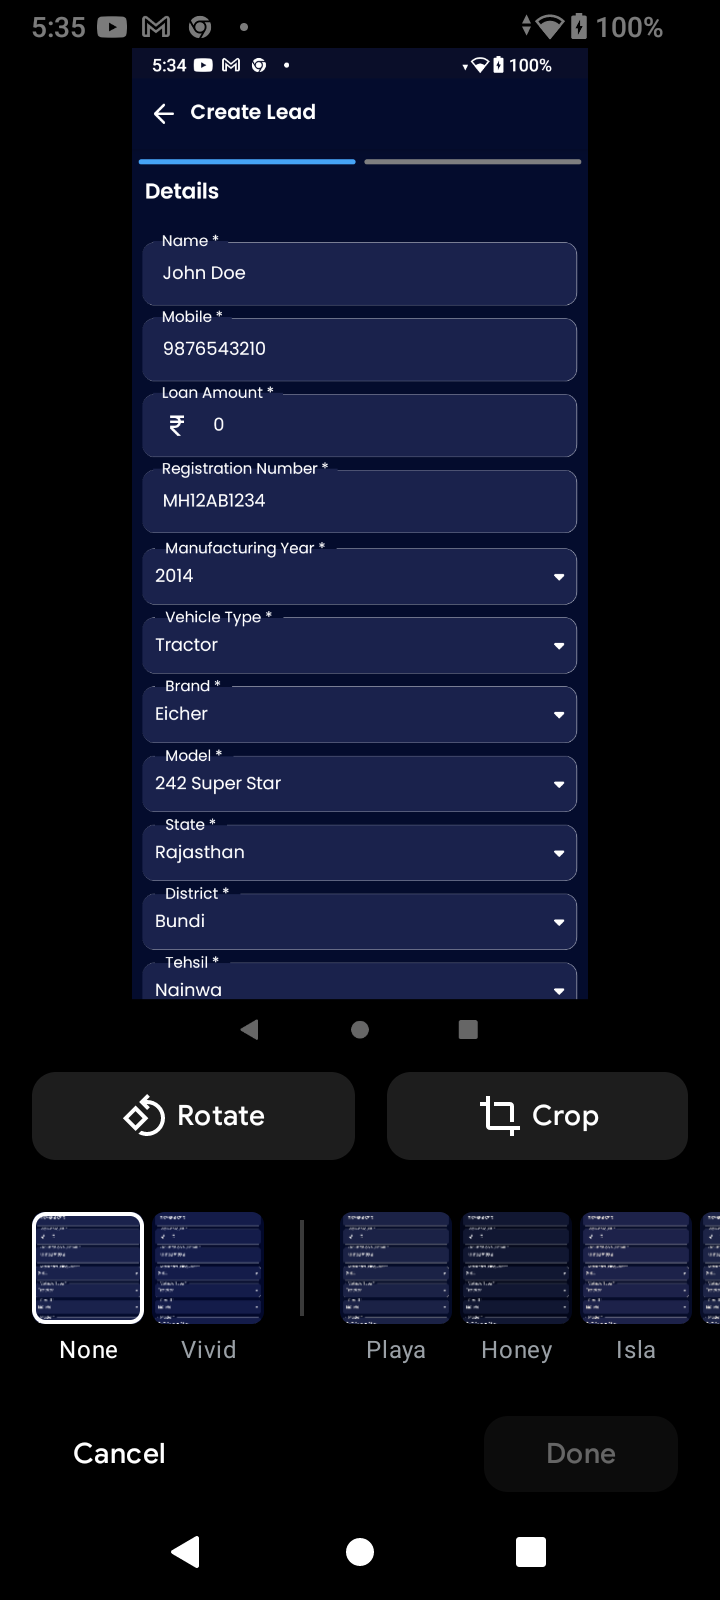 5:35 100%
5:34 100%
Create Lead
Details
Name *
John Doe
Mobile *
9876543210
Loan Amount *
₹ 0
Registration Number *
MH12AB1234
Manufacturing Year *
2014
Vehicle Type *
Tractor
Brand *
Eicher
Model *
242 Super Star
State *
Rajasthan
District *
Bundi
Tehsil *
Nainwa
Rotate Crop
None Vivid Playa Honey Isla
Cancel Done